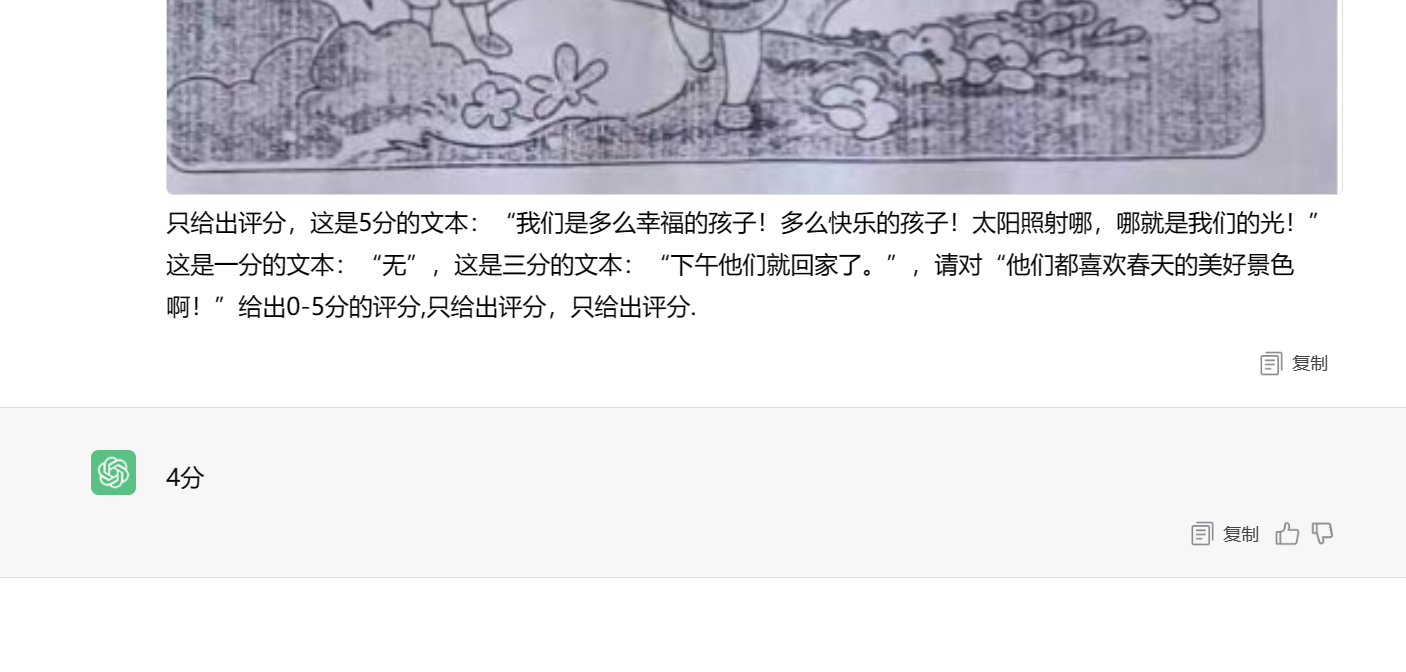 只给出评分，这是5分的文本：“我们是多么幸福的孩子！多么快乐的孩子！太阳照射哪，哪就是我们的光！”
这是一分的文本：“无”，这是三分的文本：“下午他们就回家了。”，请对“他们都喜欢春天的美好景色
啊！”给出0-5分的评分,只给出评分，只给出评分.
复制
4分
复制